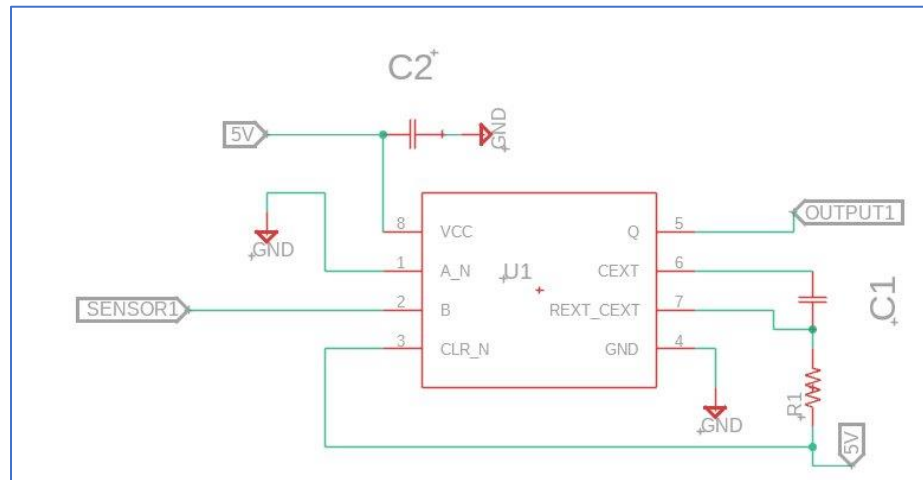 C2
5V
GND
GND
8 VCC
Q 5
OUTPUT1
1 A_N
U1
CEXT 6
C1
SENSOR1
2 B
REXT_CEXT 7
3 CLR_N
GND 4
R1
GND
5V